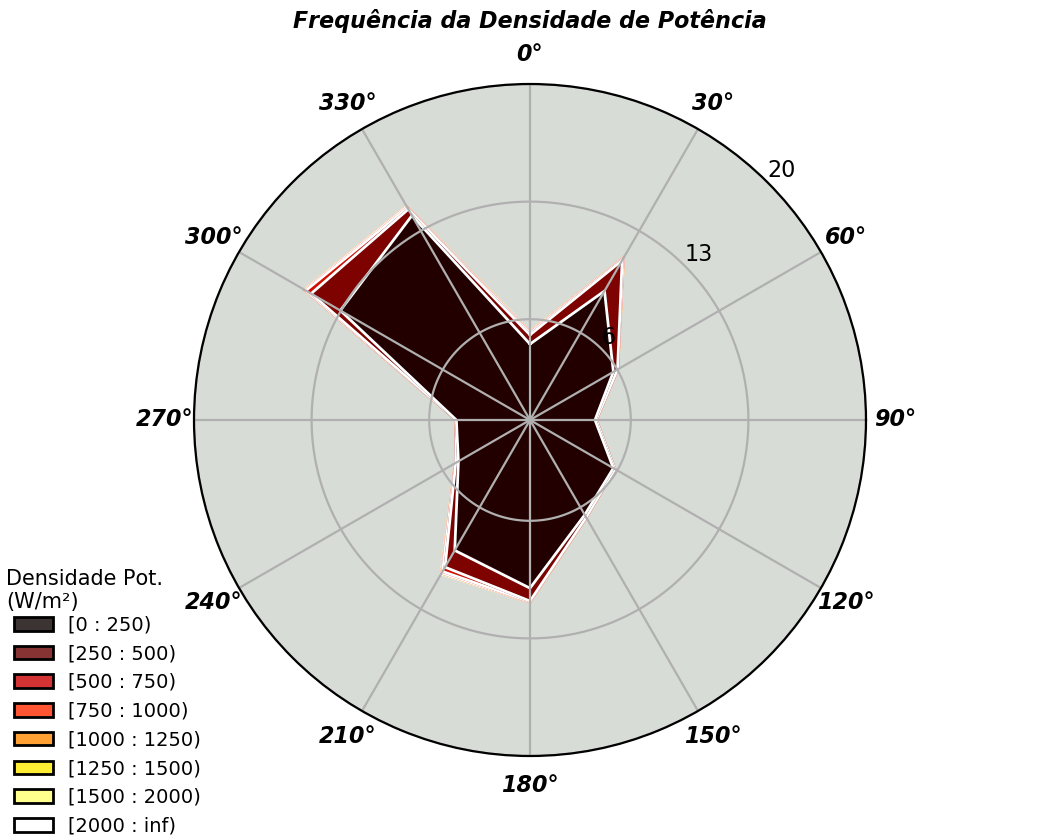 Frequência da Densidade de Potência
0°
330°
30°
20
300°
60°
13
6
270°
90°
240°
120°
210°
150°
180°
Densidade Pot.
(W/m²)
[0 : 250)
[250 : 500)
[500 : 750)
[750 : 1000)
[1000 : 1250)
[1250 : 1500)
[1500 : 2000)
[2000 : inf)